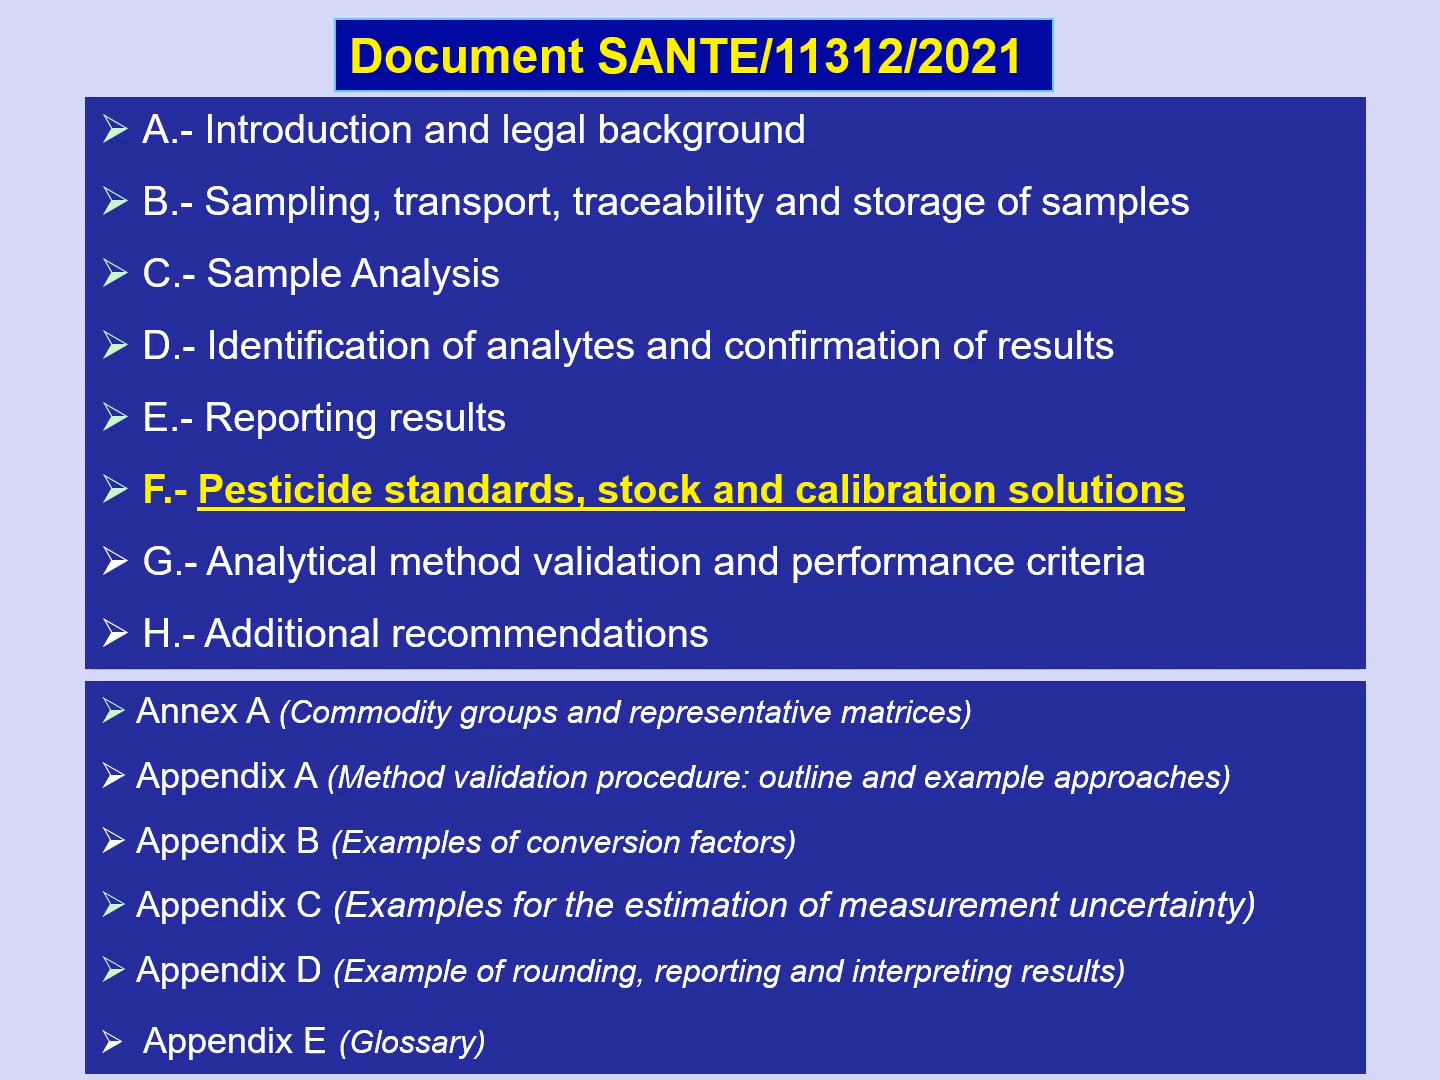 Document SANTE/11312/2021
➢ A.- Introduction and legal background
➢ B.- Sampling, transport, traceability and storage of samples
➢ C.- Sample Analysis
➢ D.- Identification of analytes and confirmation of results
➢ E.- Reporting results
➢ F.- Pesticide standards, stock and calibration solutions
➢ G.- Analytical method validation and performance criteria
➢ H.- Additional recommendations
➢ Annex A (Commodity groups and representative matrices)
➢ Appendix A (Method validation procedure: outline and example approaches)
➢ Appendix B (Examples of conversion factors)
➢ Appendix C (Examples for the estimation of measurement uncertainty)
➢ Appendix D (Example of rounding, reporting and interpreting results)
➢ Appendix E (Glossary)